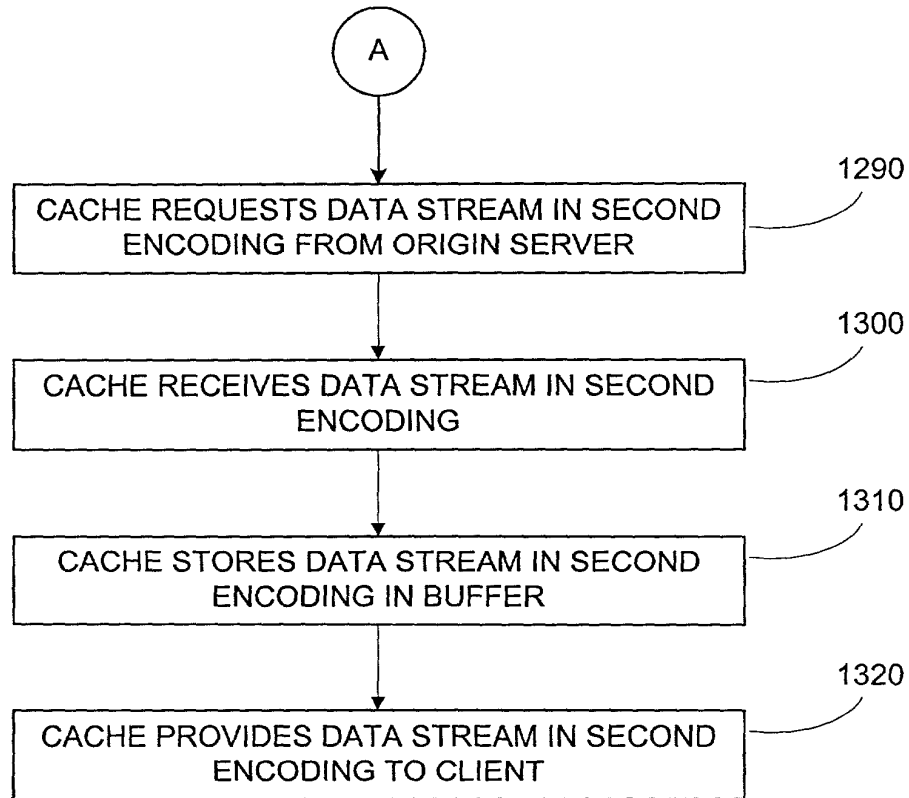 A
1290
CACHE REQUESTS DATA STREAM IN SECOND
ENCODING FROM ORIGIN SERVER
1300
CACHE RECEIVES DATA STREAM IN SECOND
ENCODING
1310
CACHE STORES DATA STREAM IN SECOND
ENCODING IN BUFFER
1320
CACHE PROVIDES DATA STREAM IN SECOND
ENCODING TO CLIENT